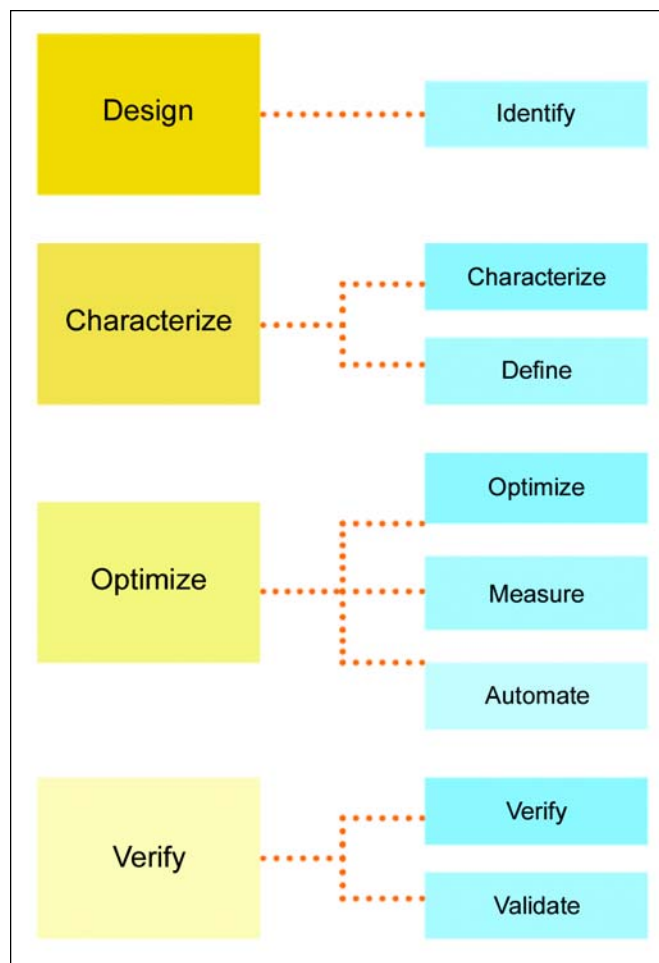 Design
Identify
Characterize
Characterize
Define
Optimize
Optimize
Measure
Automate
Verify
Verify
Validate